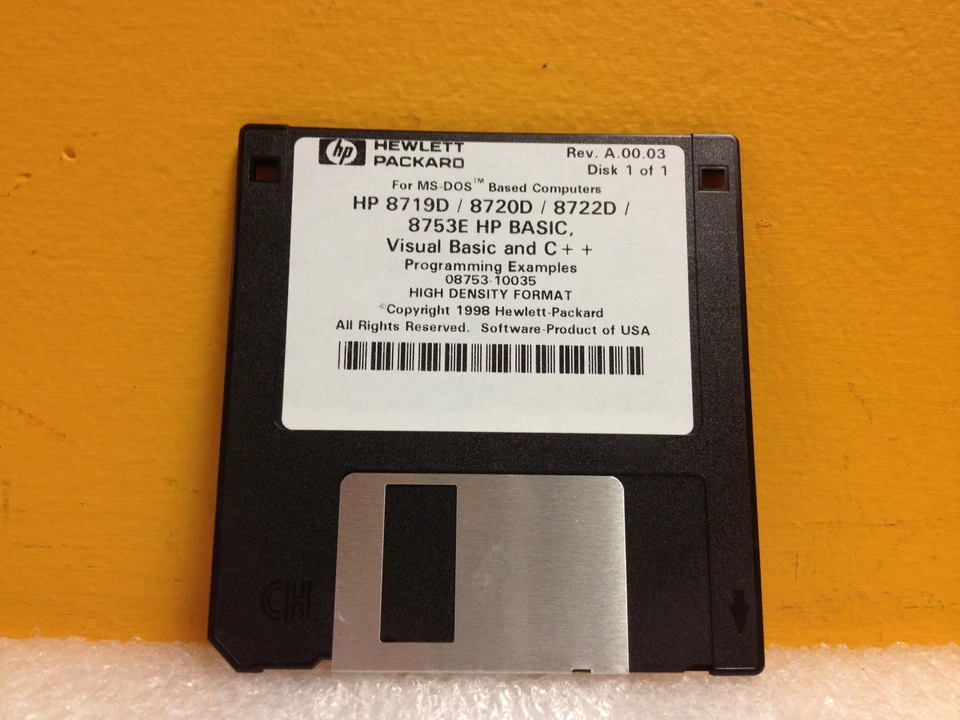 hp HEWLETT
PACKARD
Rev. A.00.03
Disk 1 of 1
For MS-DOS™ Based Computers
HP 8719D / 8720D / 8722D /
8753E HP BASIC,
Visual Basic and C++
Programming Examples
08753-10035
HIGH DENSITY FORMAT
©Copyright 1998 Hewlett-Packard
All Rights Reserved. Software-Product of USA
CH